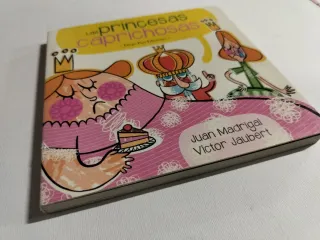 Las
princesas
caprichosas
Juan Madrigal
Víctor Jaubert